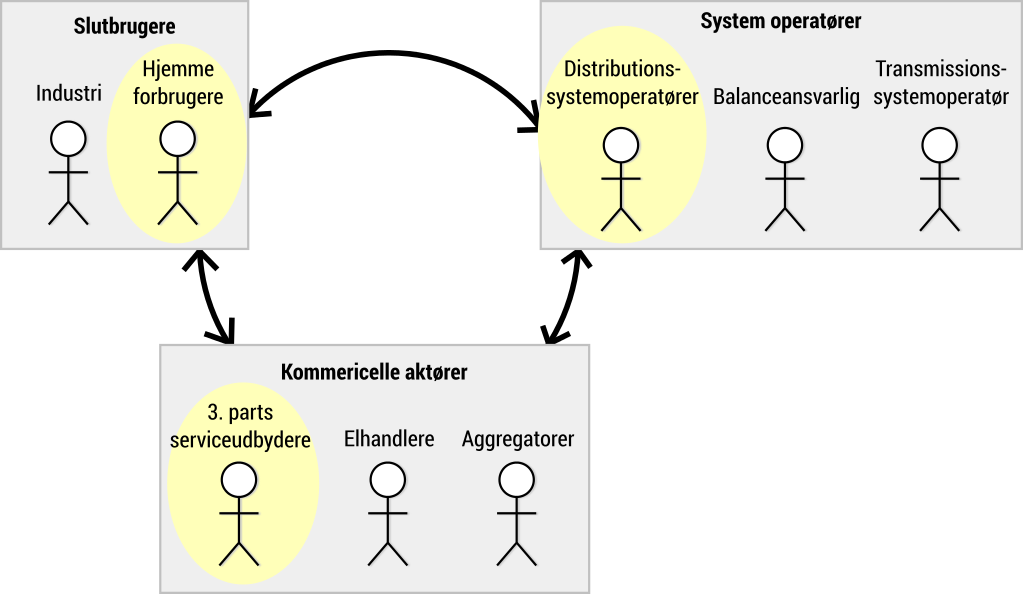 Slutbrugere
Industri
Hjemme
forbrugere
System operatører
Distributions-
systemoperatører
Balanceansvarlig
Transmissions-
systemoperatør
Kommericelle aktører
3. parts
serviceudbydere
Elhandlere
Aggregatorer